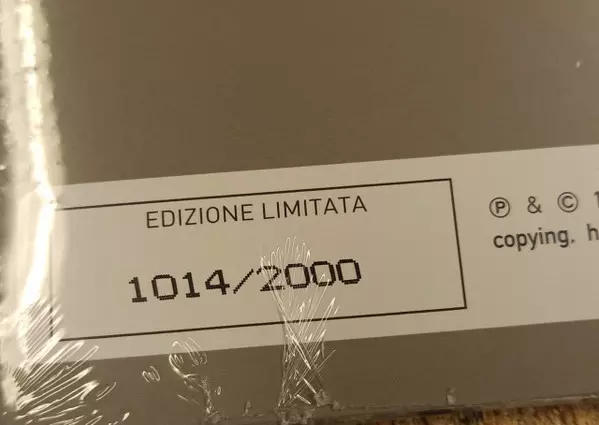 EDIZIONE LIMITATA
1014/2000
℗ & ©
copying.